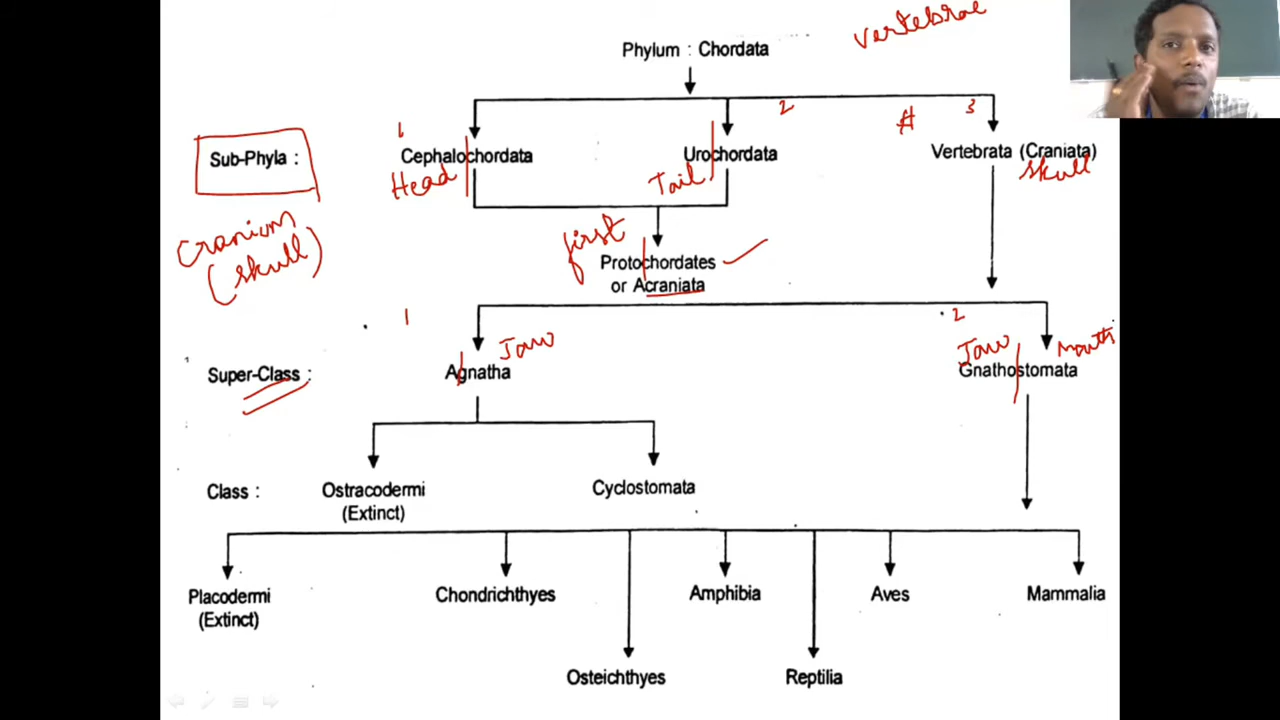 vertebrae
Phylum : Chordata
1
2
3
Sub-Phyla :
Cephalochordata
Urochordata
Vertebrata (Craniata)
Head
Tail
skull
Cranium
(skull)
first
Protochordates
or Acraniata
1
2
Jaw
Jaw
mouth
Super-Class :
Agnatha
Gnathostomata
Class :
Ostracodermi
(Extinct)
Cyclostomata
Placodermi
(Extinct)
Chondrichthyes
Amphibia
Aves
Mammalia
Osteichthyes
Reptilia